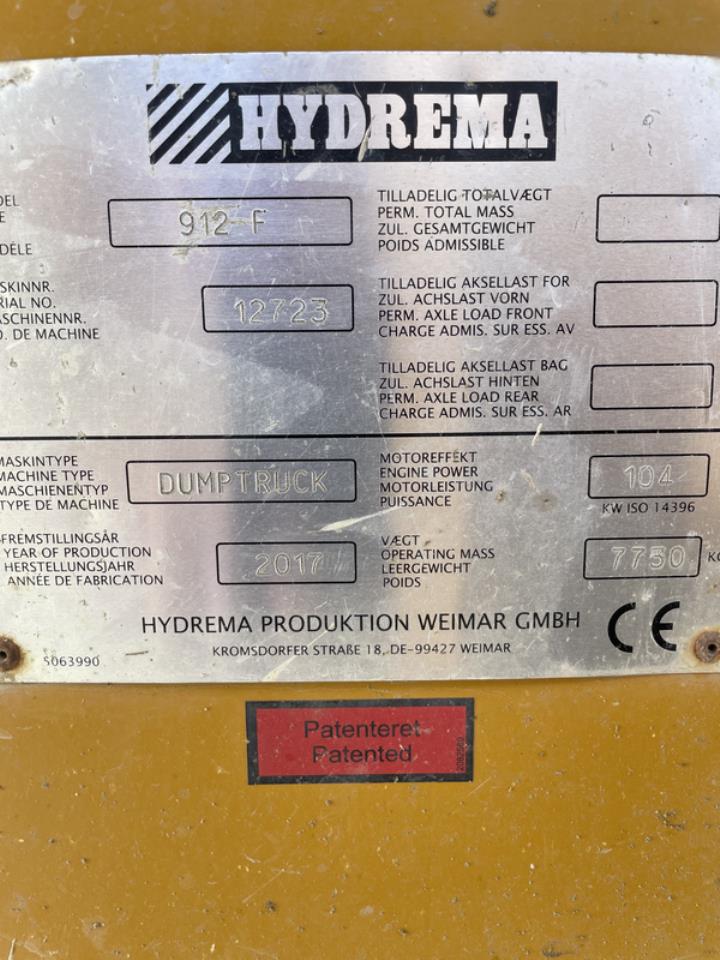 HYDREMA
DEL
E
DÈLE
912-F
SKINNR.
RIAL NO.
ASCHINENNR.
O. DE MACHINE
12723
TILLADELIG TOTALVÆGT
PERM. TOTAL MASS
ZUL. GESAMTGEWICHT
POIDS ADMISSIBLE
TILLADELIG AKSELLAST FOR
ZUL. ACHSLAST VORN
PERM. AXLE LOAD FRONT
CHARGE ADMIS. SUR ESS. AV
TILLADELIG AKSELLAST BAG
ZUL. ACHSLAST HINTEN
PERM. AXLE LOAD REAR
CHARGE ADMIS. SUR ESS. AR
MASKINTYPE
MACHINE TYPE
MASCHIENENTYP
TYPE DE MACHINE
DUMPTRUCK
FREMSTILLINGSÅR
YEAR OF PRODUCTION
HERSTELLUNGSJAHR
ANNÉE DE FABRICATION
2017
MOTOREFFEKT
ENGINE POWER
MOTORLEISTUNG
PUISSANCE
104
KW ISO 14396
VÆGT
OPERATING MASS
LEERGEWICHT
POIDS
7750
KG
HYDREMA PRODUKTION WEIMAR GMBH
KROMSDORFER STRAßE 18, DE-99427 WEIMAR
CE
5063990
Patenteret
Patented